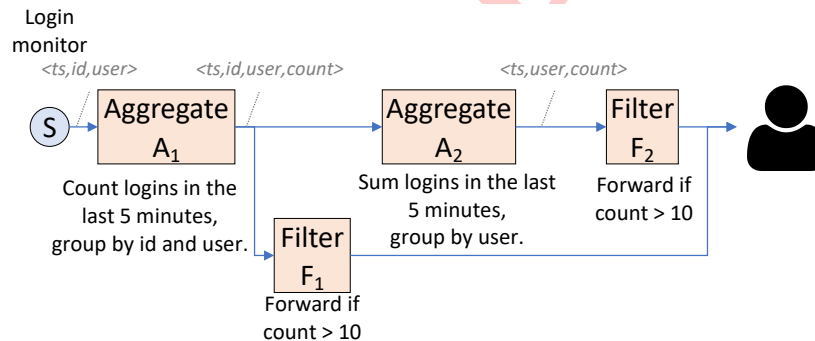 Login
monitor
<ts,id,user>
<ts,id,user,count>
<ts,user,count>
S
Aggregate
A1
Aggregate
A2
Filter
F2
Count logins in the
last 5 minutes,
group by id and user.
Sum logins in the last
5 minutes,
group by user.
Forward if
count > 10
Filter
F1
Forward if
count > 10